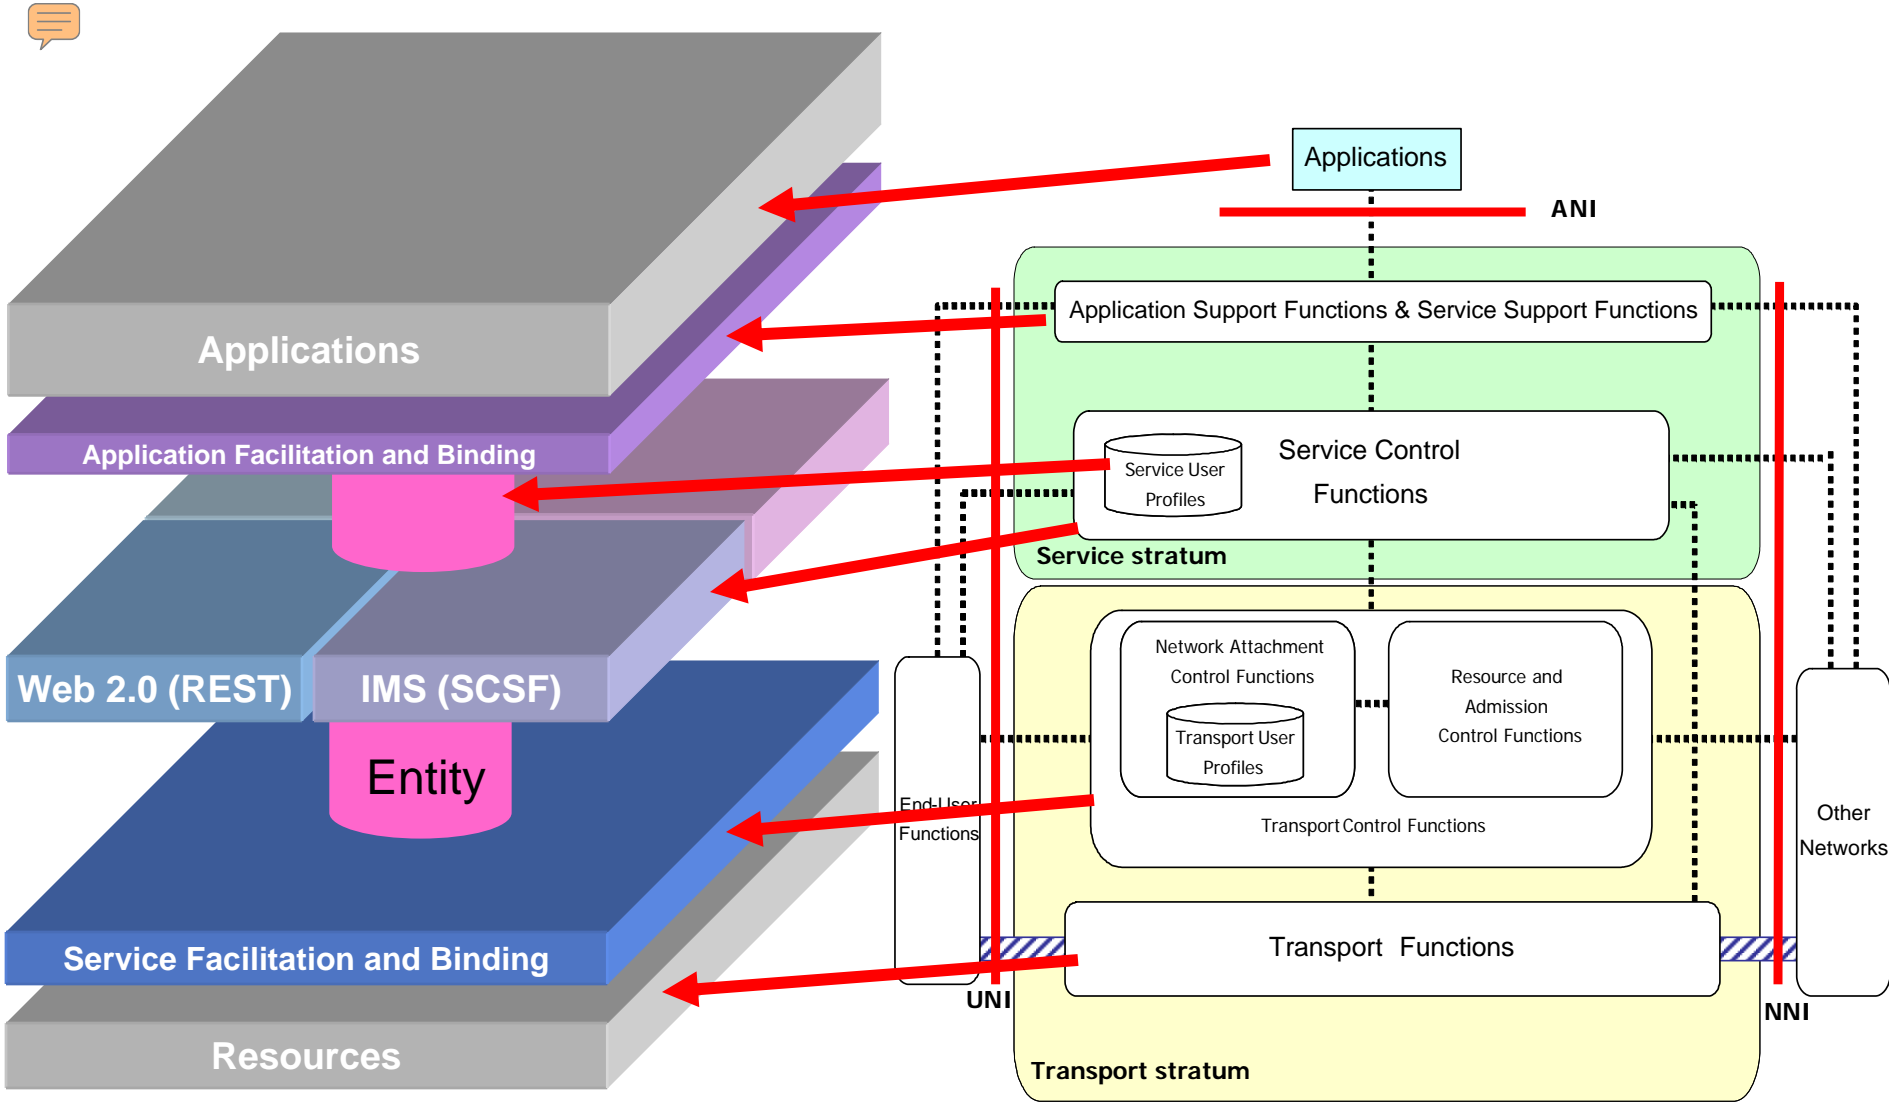 Applications
Application Facilitation and Binding
Web 2.0 (REST)
IMS (SCSF)
Entity
Service Facilitation and Binding
Resources
Applications
ANI
Application Support Functions & Service Support Functions
Service User
Profiles
Service Control
Functions
Service stratum
Network Attachment
Control Functions
Transport User
Profiles
Resource and
Admission
Control Functions
Transport Control Functions
End-User
Functions
Other
Networks
Transport Functions
UNI
NNI
Transport stratum